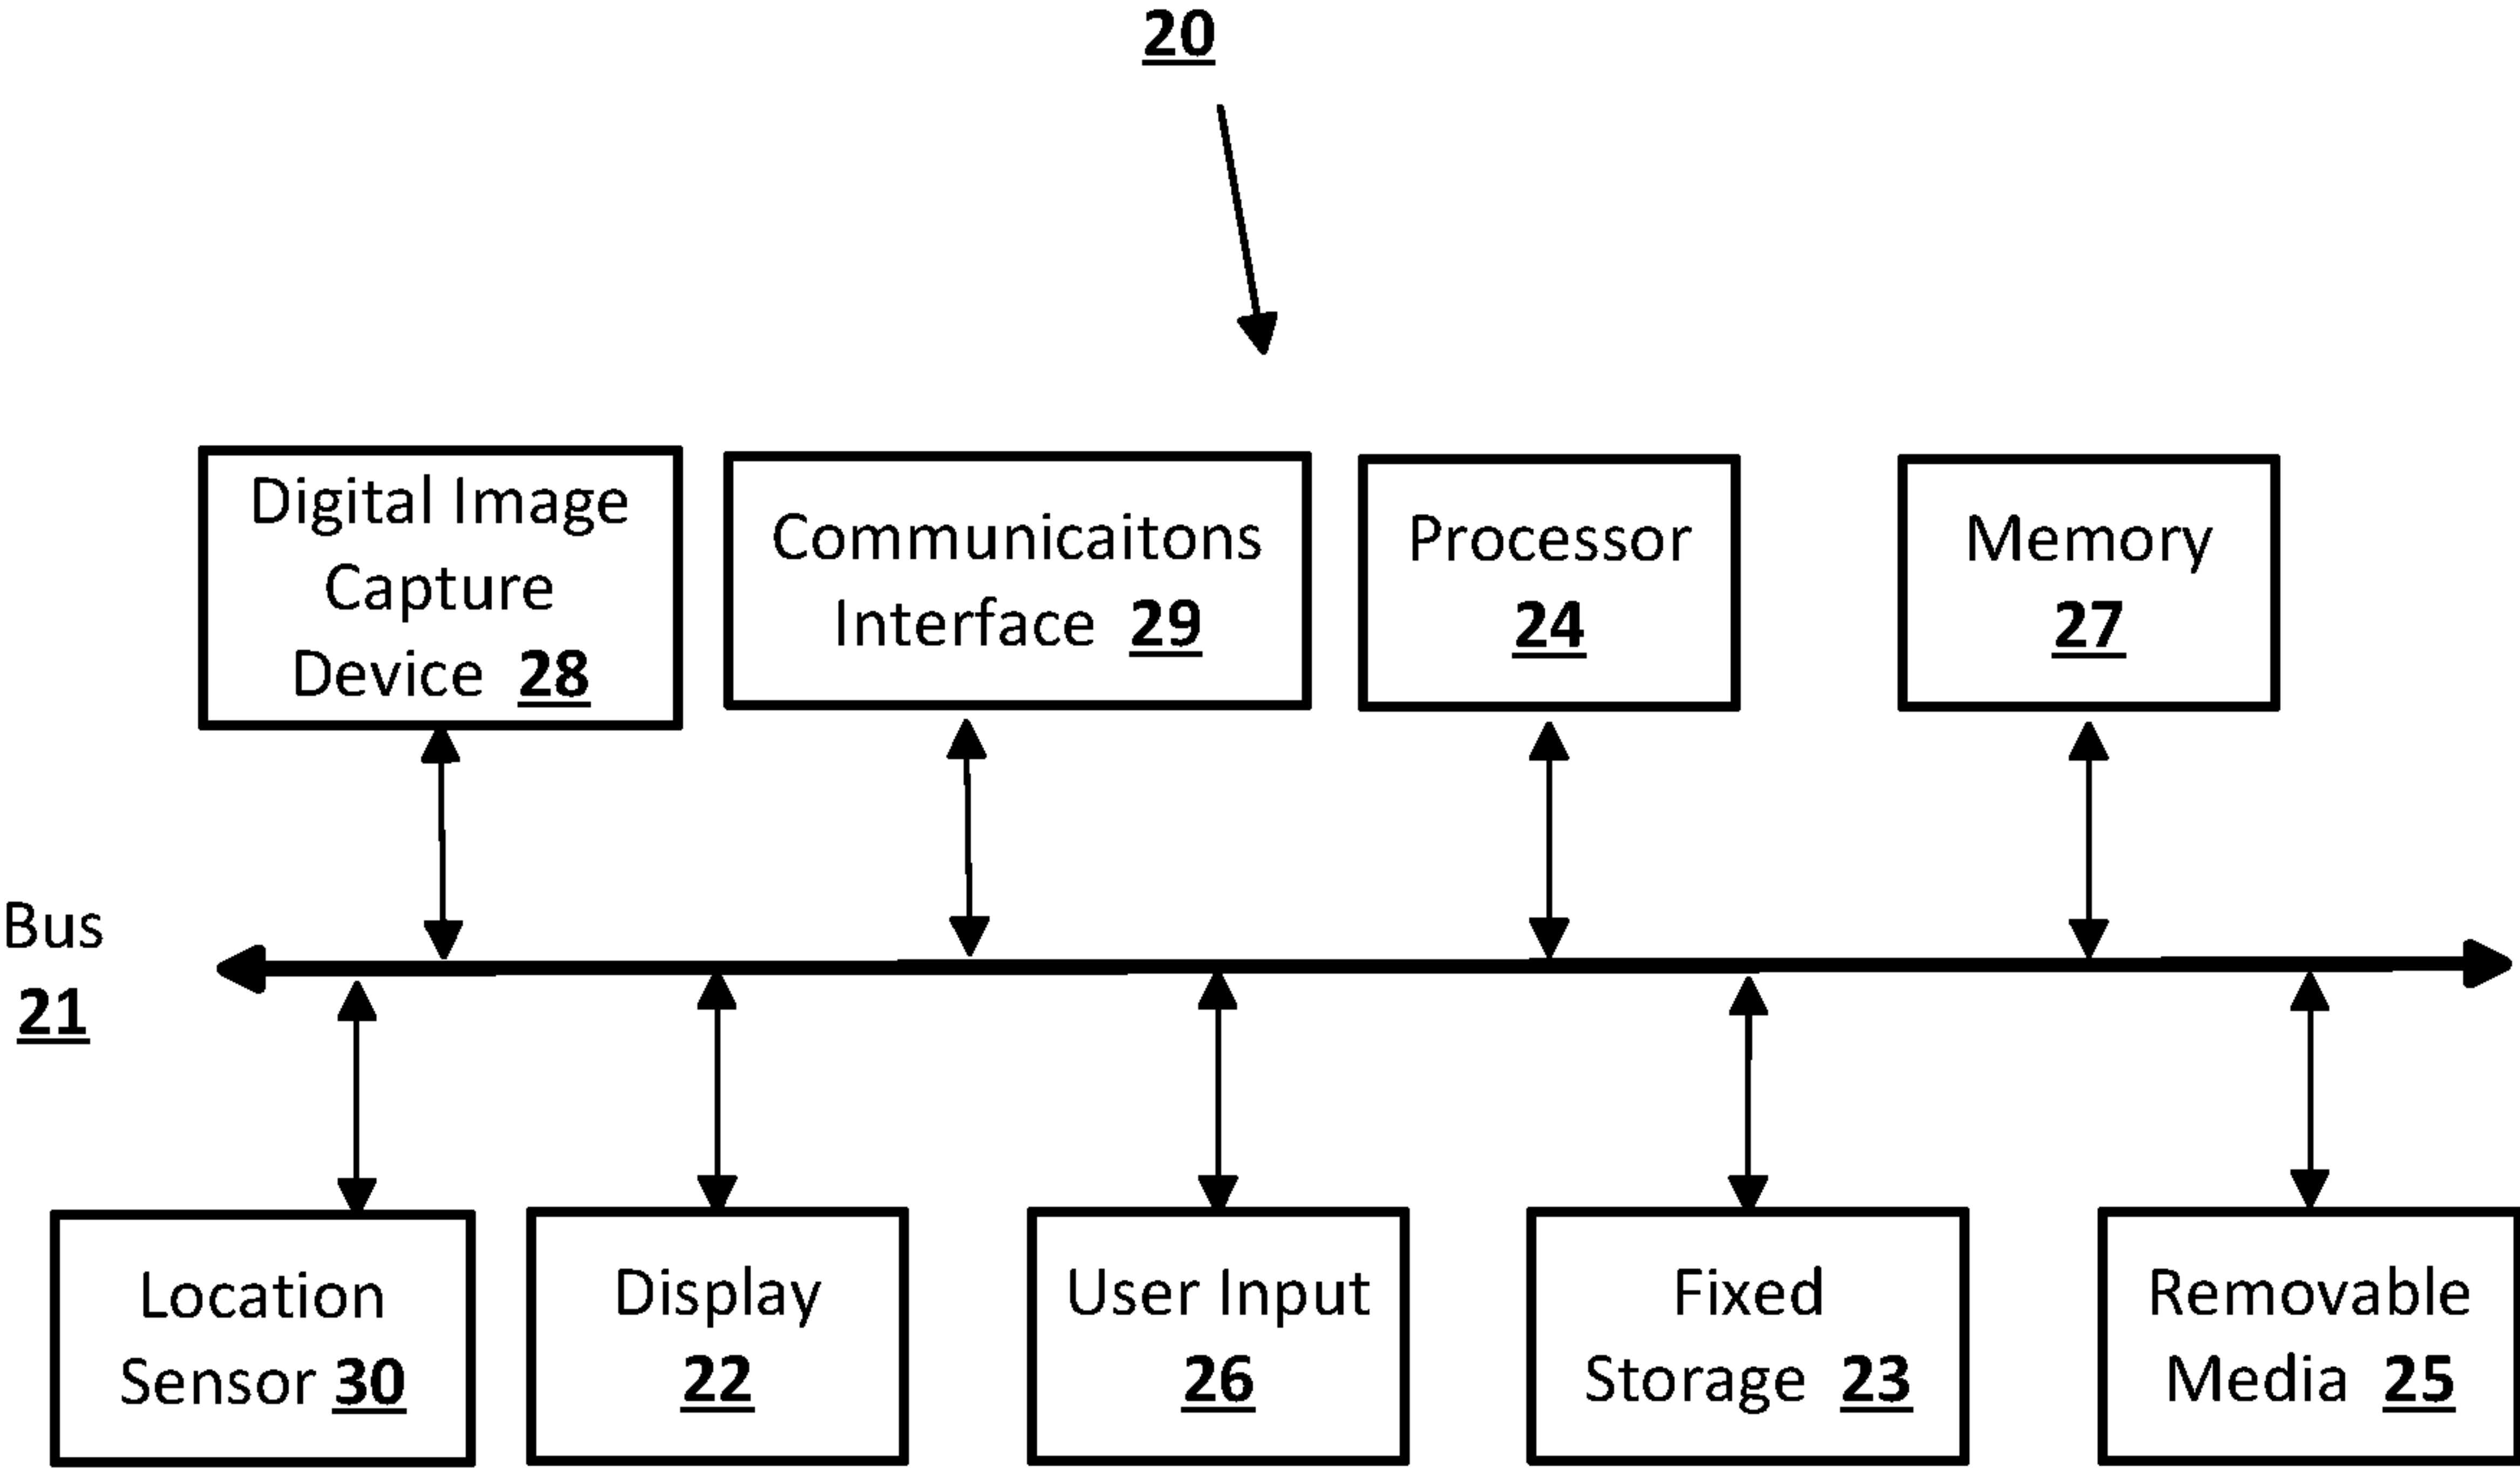 20
Digital Image
Capture
Device 28
Communicaitons
Interface 29
Processor
24
Memory
27
Bus
21
Location
Sensor 30
Display
22
User Input
26
Fixed
Storage 23
Removable
Media 25